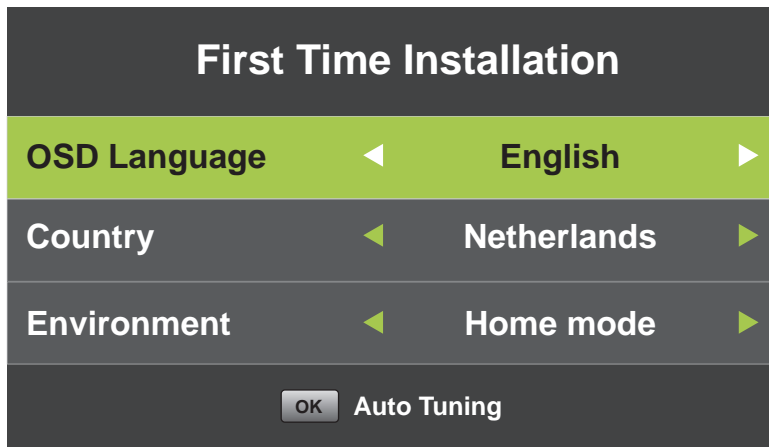 First Time Installation
OSD Language English
Country Netherlands
Environment Home mode
OK Auto Tuning